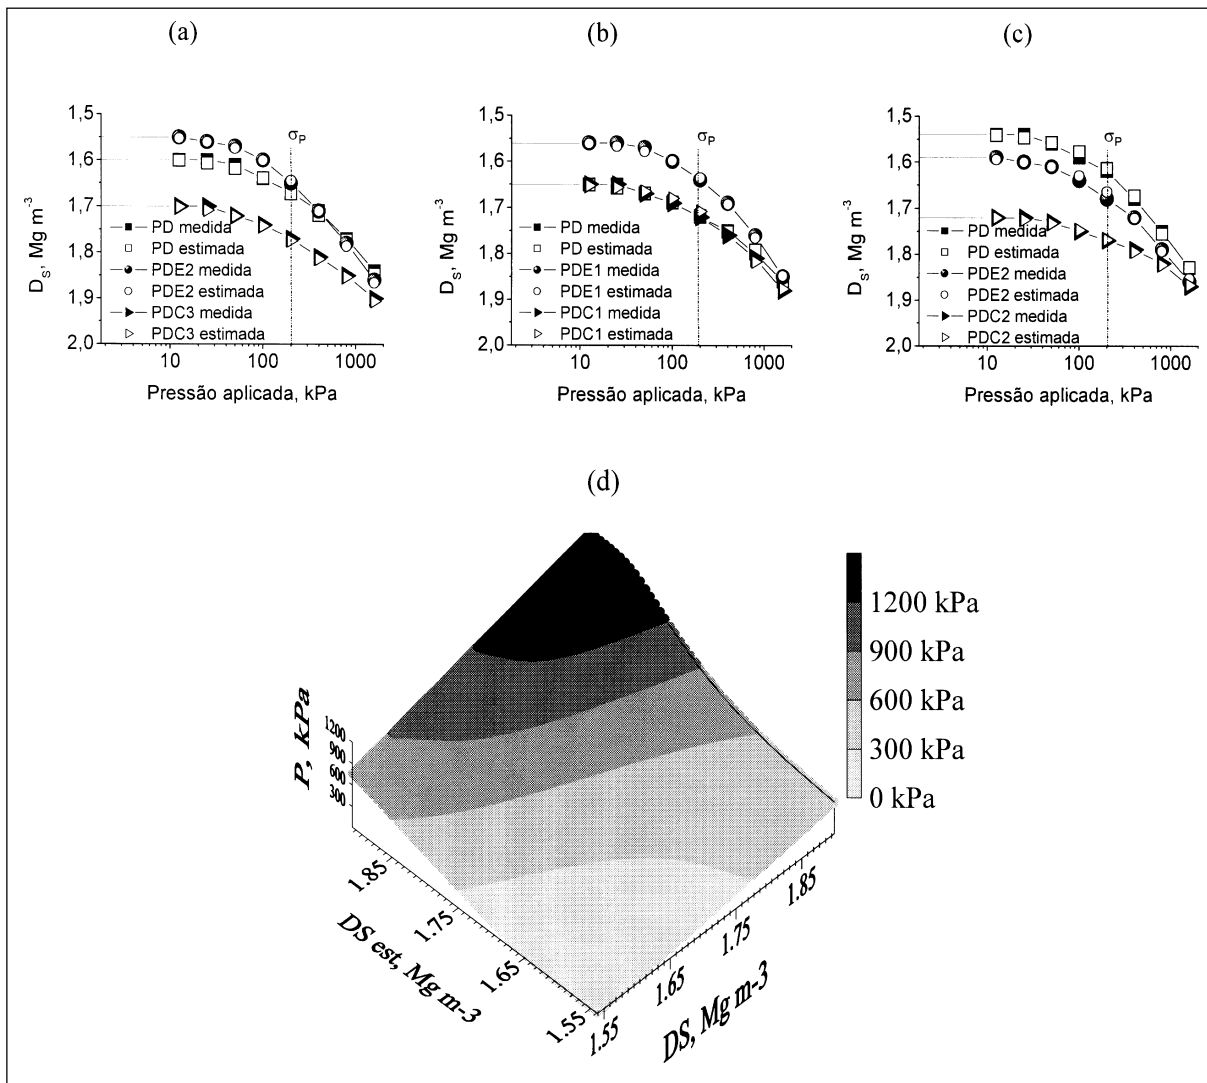 (a)
1,5
1,6
1,7
1,8
1,9
2,0
D_S, Mg m⁻³
σ_P
PD medida
PD estimada
PDE2 medida
PDE2 estimada
PDC3 medida
PDC3 estimada
10 100 1000
Pressão aplicada, kPa
(b)
1,5
1,6
1,7
1,8
1,9
2,0
D_S, Mg m⁻³
σ_P
PD medida
PD estimada
PDE1 medida
PDE1 estimada
PDC1 medida
PDC1 estimada
10 100 1000
Pressão aplicada, kPa
(c)
1,5
1,6
1,7
1,8
1,9
2,0
D_S, Mg m⁻³
σ_P
PD medida
PD estimada
PDE2 medida
PDE2 estimada
PDC2 medida
PDC2 estimada
10 100 1000
Pressão aplicada, kPa
(d)
P, kPa
1200
900
600
300
1.85
1.75
1.65
1.55
DS est, Mg m-3
1.55
1.65
1.75
1.85
DS, Mg m-3
1200 kPa
900 kPa
600 kPa
300 kPa
0 kPa